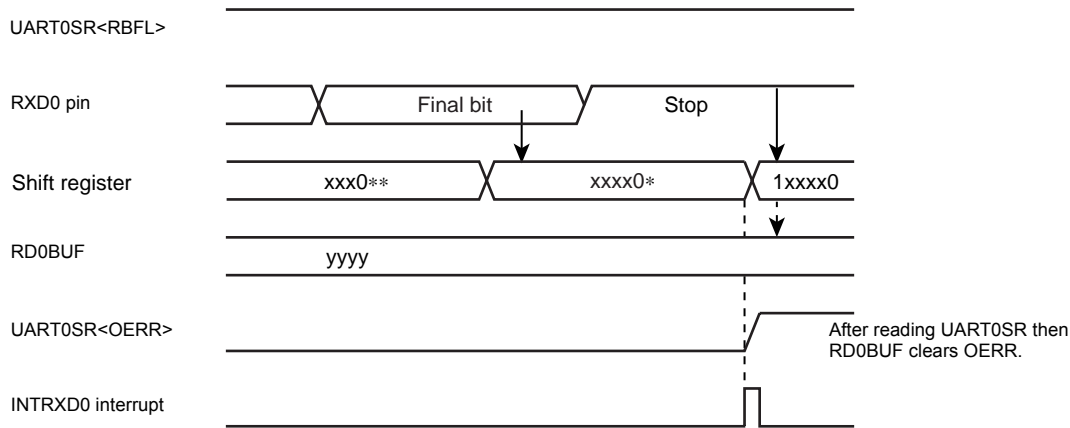 UART0SR<RBFL>
RXD0 pin
Final bit
Stop
Shift register
xxx0**
xxxx0*
1xxxx0
RD0BUF
yyyy
UART0SR<OERR>
After reading UART0SR then
RD0BUF clears OERR.
INTRXD0 interrupt